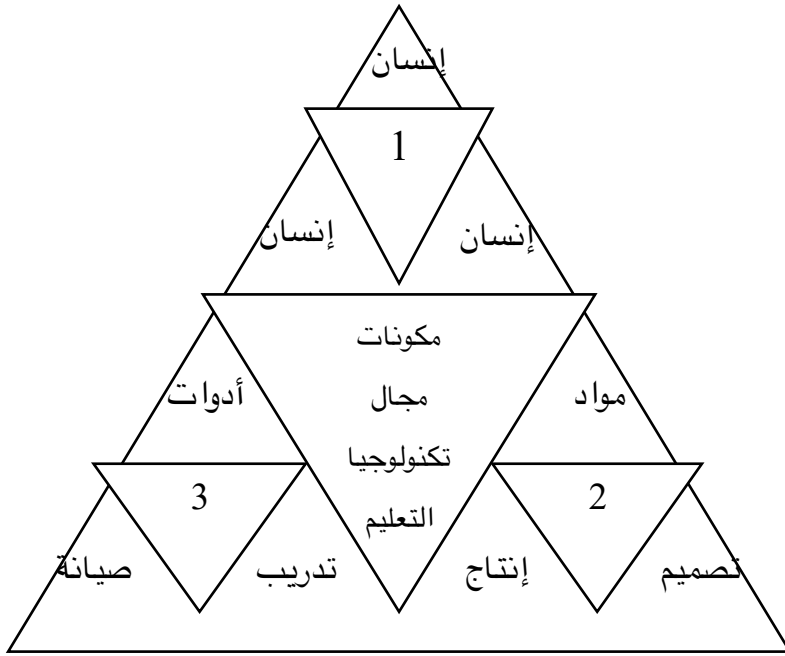 إنسان
1
إنسان إنسان
مكونات
مجال
تكنولوجيا
التعليم
مواد
أدوات
2
3
تصميم
إنتاج
تدريب
صيانة